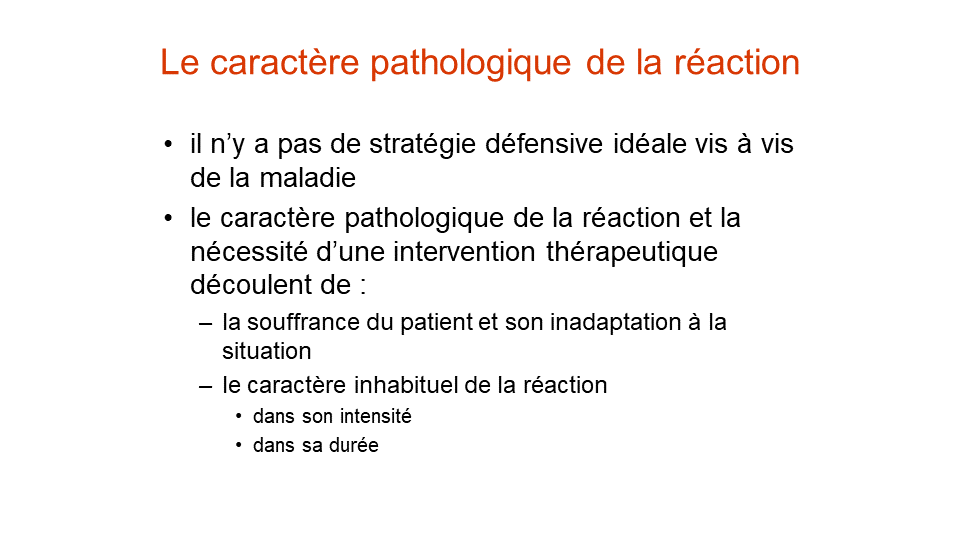 Le caractère pathologique de la réaction
• il n’y a pas de stratégie défensive idéale vis à vis
de la maladie
• le caractère pathologique de la réaction et la
nécessité d’une intervention thérapeutique
découlent de :
– la souffrance du patient et son inadaptation à la
situation
– le caractère inhabituel de la réaction
• dans son intensité
• dans sa durée